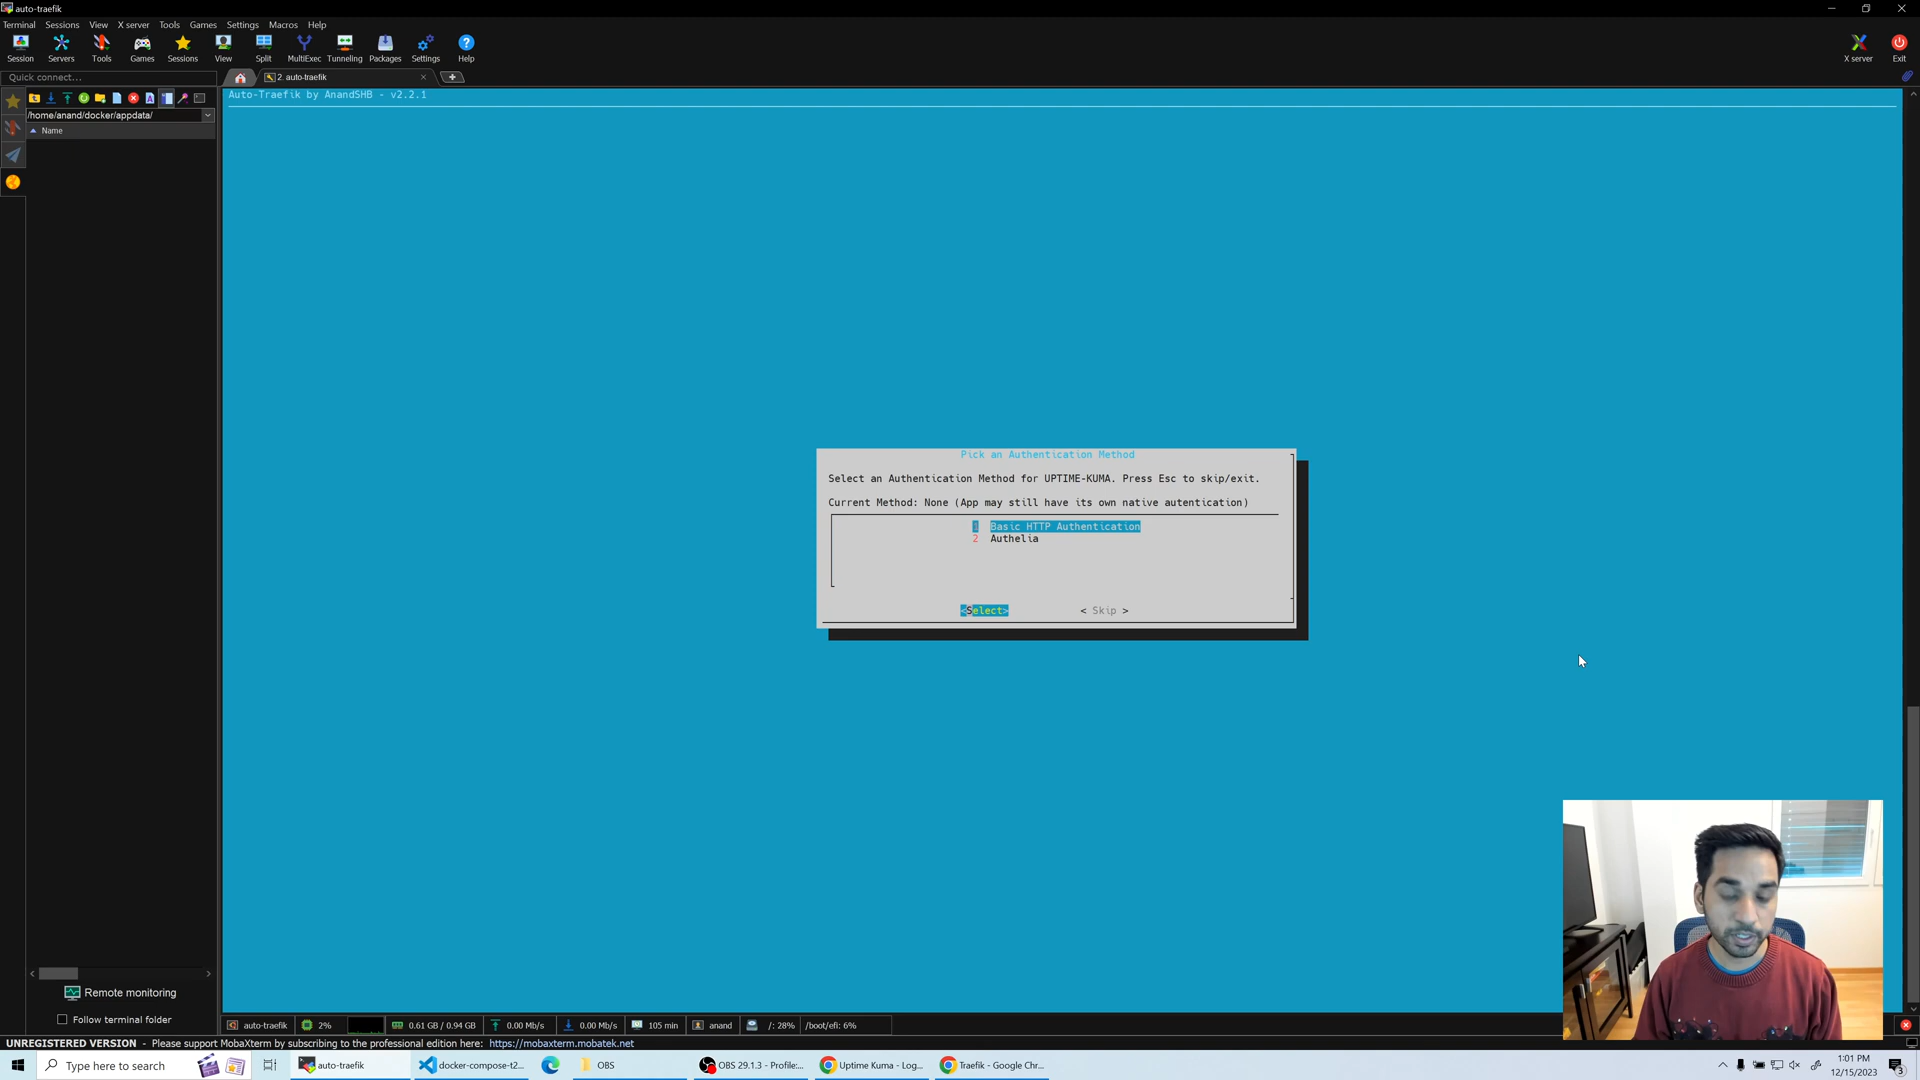 auto-traefik
Terminal Sessions View X server Tools Games Settings Macros Help
Session Servers Tools Games Sessions View Split MultiExec Tunneling Packages Settings Help X server Exit
Quick connect...
2. auto-traefik
/home/anand/docker/appdata/
Name
Auto-Traefik by AnandSHB - v2.2.1
Pick an Authentication Method
Select an Authentication Method for UPTIME-KUMA. Press Esc to skip/exit.
Current Method: None (App may still have its own native autentication)
1 Basic HTTP Authentication
2 Authelia
<Select> < Skip >
Remote monitoring
Follow terminal folder
auto-traefik 2% 0.61 GB / 0.94 GB 0.00 Mb/s 0.00 Mb/s 105 min anand /: 28% /boot/efi: 6%
UNREGISTERED VERSION - Please support MobaXterm by subscribing to the professional edition here: https://mobaxterm.mobatek.net
Type here to search auto-traefik docker-compose-t2... OBS OBS 29.1.3 - Profile:... Uptime Kuma - Log... Traefik - Google Chr...
1:01 PM
12/15/2023
3